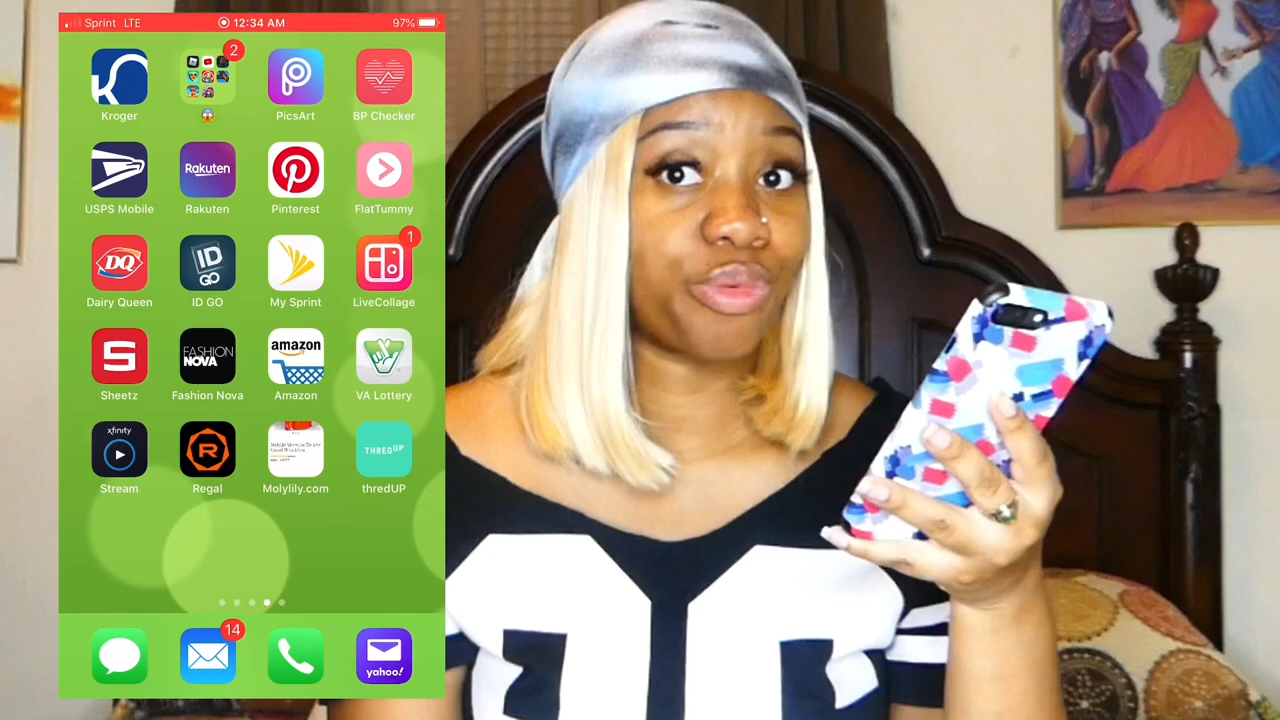 Sprint LTE 12:34 AM 97%
2
Kroger PicsArt BP Checker
Rakuten
USPS Mobile Rakuten Pinterest FlatTummy
1
DQ ID GO
Dairy Queen ID GO My Sprint LiveCollage
S FASHION NOVA amazon
Sheetz Fashion Nova Amazon VA Lottery
xfinity R THREDUP
Stream Regal Molylily.com thredUP
14
yahoo!